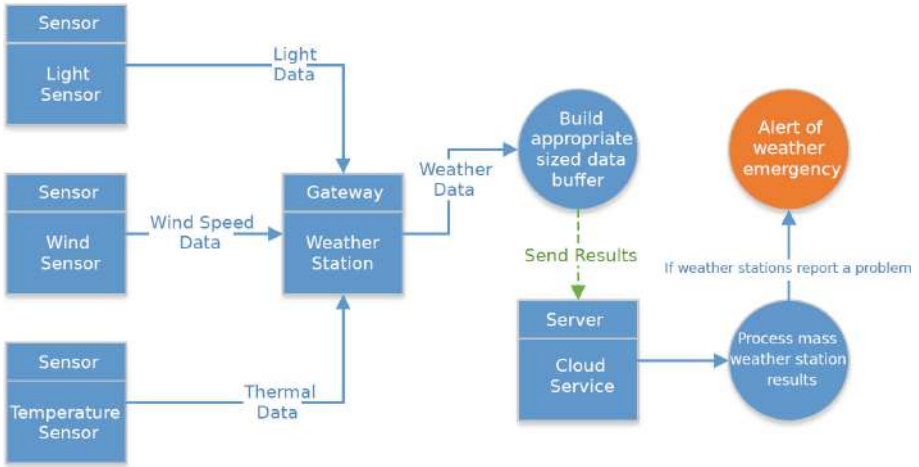 Sensor
Light
Sensor
Light
Data
Sensor
Wind
Sensor
Wind Speed
Data
Sensor
Temperature
Sensor
Thermal
Data
Gateway
Weather
Station
Weather
Data
Build
appropriate
sized data
buffer
Send Results
Server
Cloud
Service
Process mass
weather station
results
If weather stations report a problem
Alert of
weather
emergency